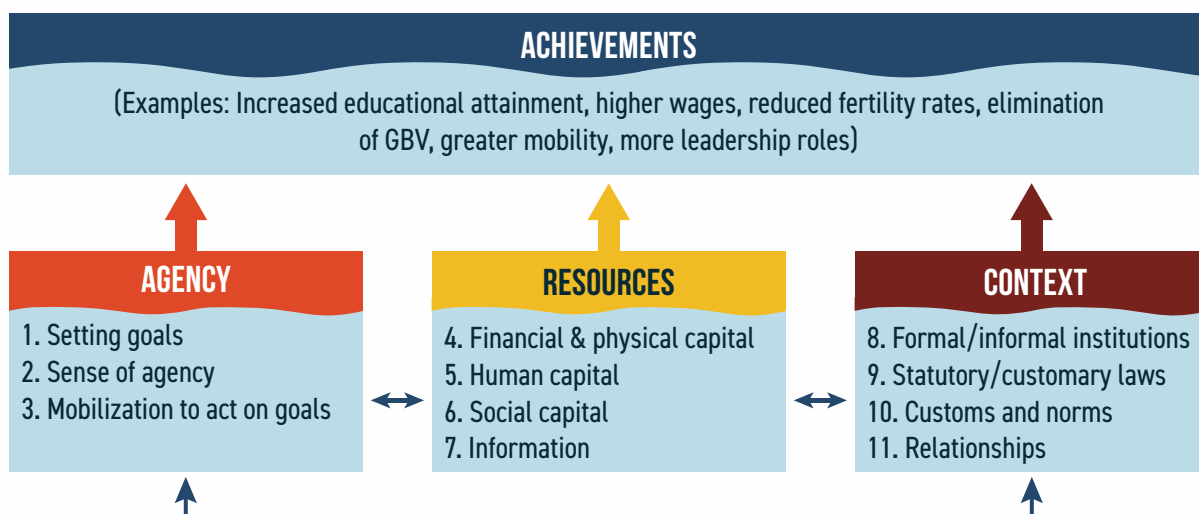 ACHIEVEMENTS
(Examples: Increased educational attainment, higher wages, reduced fertility rates, elimination
of GBV, greater mobility, more leadership roles)
AGENCY
1. Setting goals
2. Sense of agency
3. Mobilization to act on goals
RESOURCES
4. Financial & physical capital
5. Human capital
6. Social capital
7. Information
CONTEXT
8. Formal/informal institutions
9. Statutory/customary laws
10. Customs and norms
11. Relationships